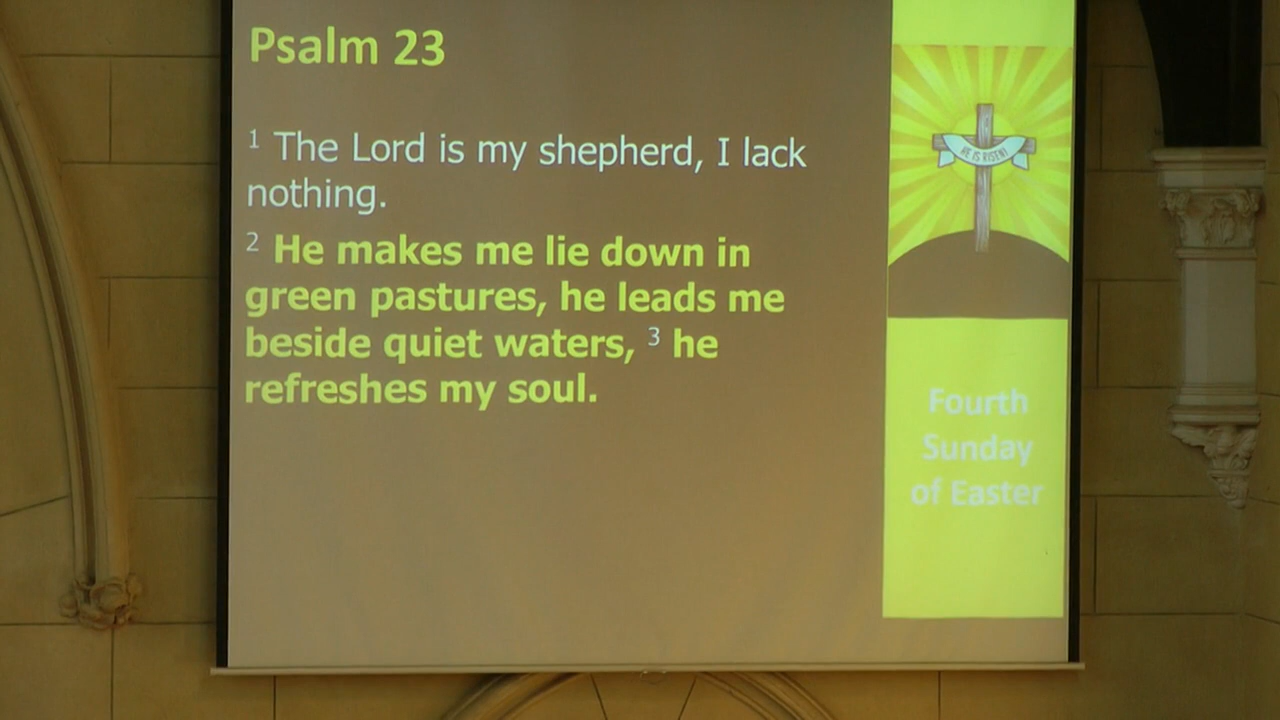 Psalm 23
1 The Lord is my shepherd, I lack
nothing.
2 He makes me lie down in
green pastures, he leads me
beside quiet waters, 3 he
refreshes my soul.
HE IS RISEN!
Fourth
Sunday
of Easter